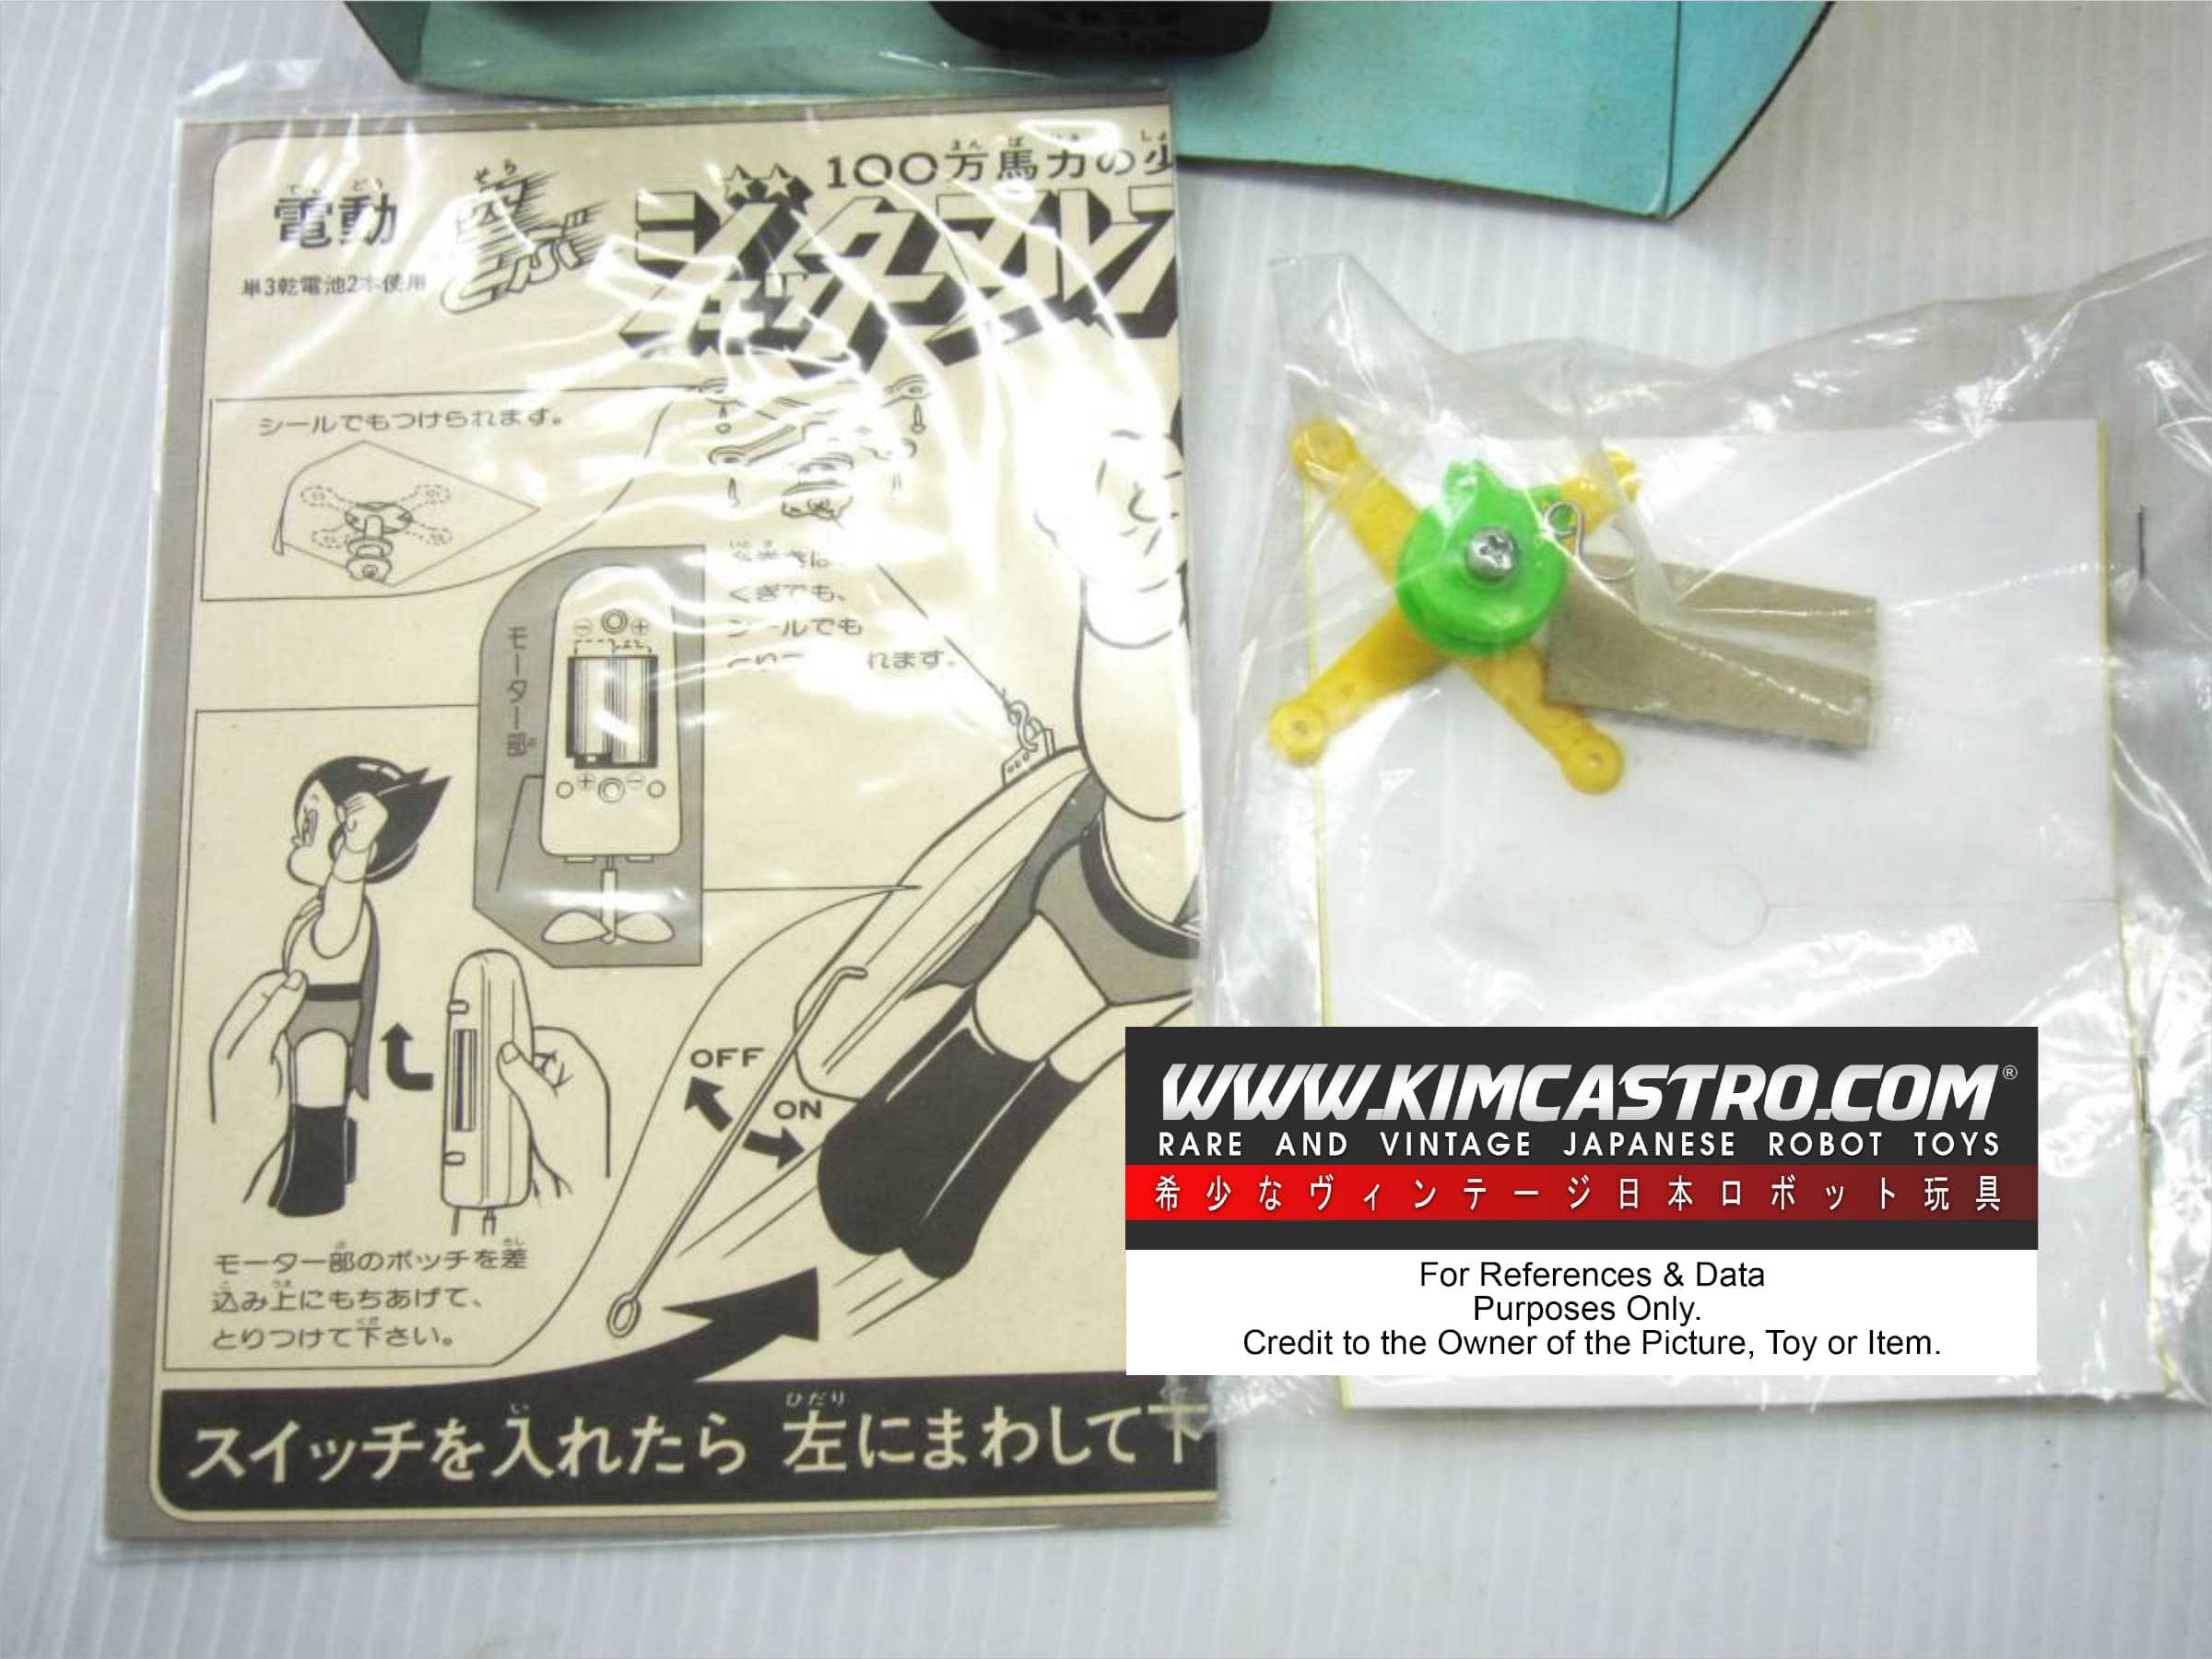 電動
単3乾電池2本使用
空
とぶ
100万馬力の少
シールでもつけられます。
くぎでも、
シールでも
れます。
モーター部
OFF
ON
モーター部のポッチを差
込み上にもちあげて、
とりつけて下さい。
スイッチを入れたら 左にまわして下
WWW.KIMCASTRO.COM®
RARE AND VINTAGE JAPANESE ROBOT TOYS
希少なヴィンテージ日本ロボット玩具
For References & Data
Purposes Only.
Credit to the Owner of the Picture, Toy or Item.